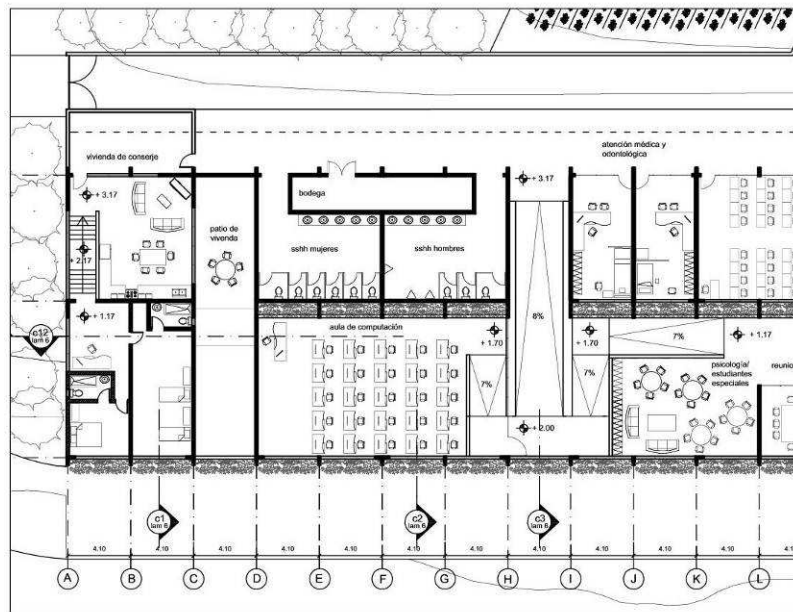 atención médica y
odontológica
vivienda de conserje
+ 3.17
bodega
+ 3.17
patio de
vivenda
sshh mujeres
sshh hombres
+ 2.17
8%
+ 1.17
aula de computación
+ 1.70
+ 1.70
7%
+ 1.17
c12
lam 6
psicología/
estudiantes
especiales
reunio
7%
7%
+ 2.00
c1
lam 6
c2
lam 6
c3
lam 6
4.10 4.10 4.10 4.10 4.10 4.10 4.10 4.10 4.10 4.10 4.10
A B C D E F G H I J K L